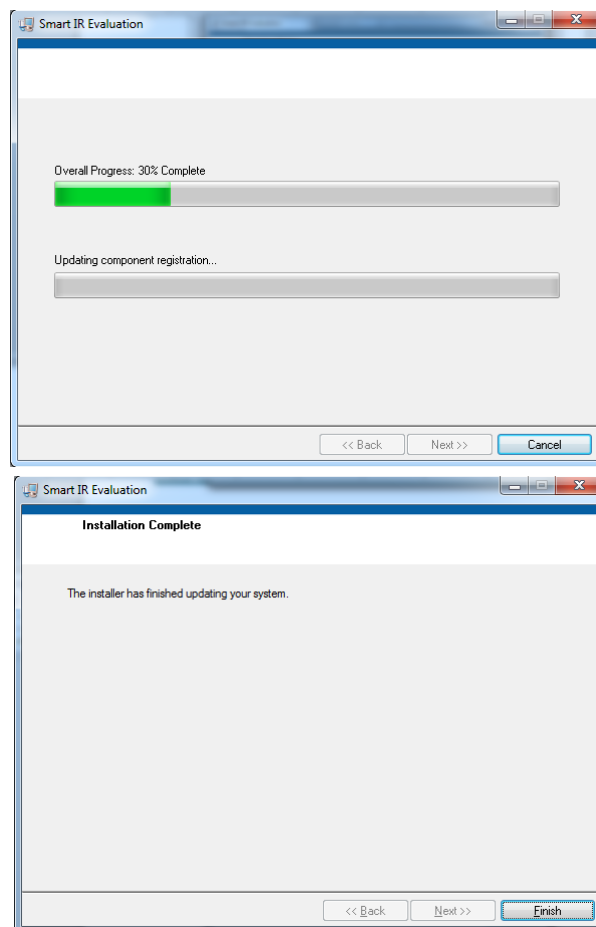 Smart IR Evaluation
Overall Progress: 30% Complete
Updating component registration...
<< Back Next >> Cancel
Smart IR Evaluation
Installation Complete
The installer has finished updating your system.
<< Back Next >> Finish